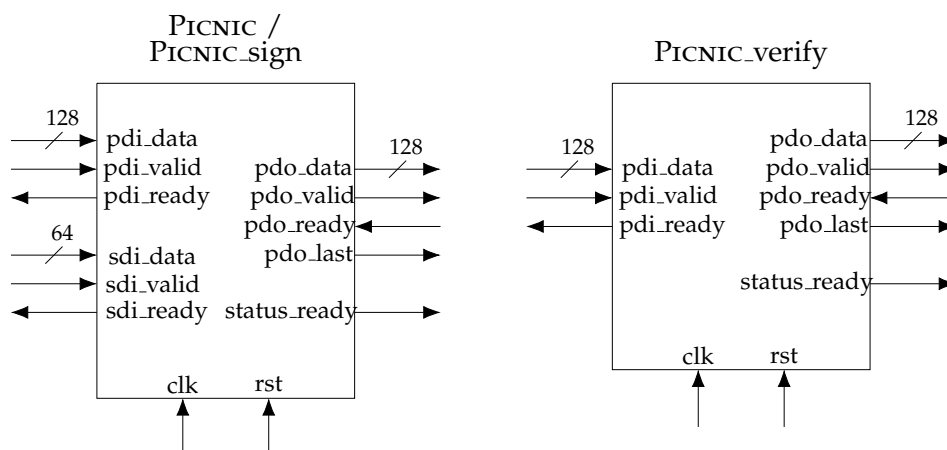 PICNIC /
PICNIC_sign
128
pdi_data
pdi_valid
pdi_ready
64
sdi_data
sdi_valid
sdi_ready
pdo_data
128
pdo_valid
pdo_ready
pdo_last
status_ready
clk rst
PICNIC_verify
128
pdi_data
pdi_valid
pdi_ready
pdo_data
128
pdo_valid
pdo_ready
pdo_last
status_ready
clk rst